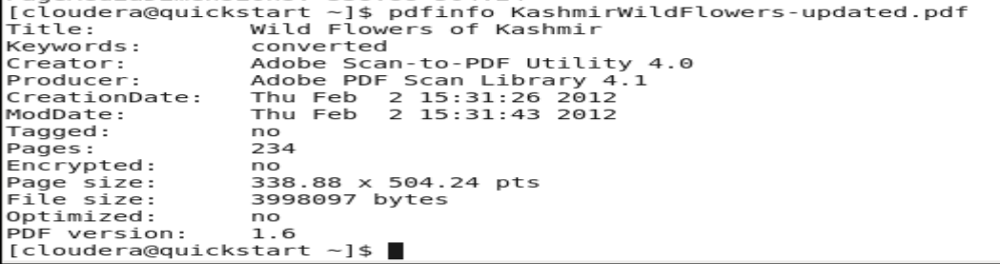 [cloudera@quickstart ~]$ pdfinfo KashmirWildFlowers-updated.pdf
Title:          Wild Flowers of Kashmir
Keywords:       converted
Creator:        Adobe Scan-to-PDF Utility 4.0
Producer:       Adobe PDF Scan Library 4.1
CreationDate:   Thu Feb  2 15:31:26 2012
ModDate:        Thu Feb  2 15:31:43 2012
Tagged:         no
Pages:          234
Encrypted:      no
Page size:      338.88 x 504.24 pts
File size:      3998097 bytes
Optimized:      no
PDF version:    1.6
[cloudera@quickstart ~]$